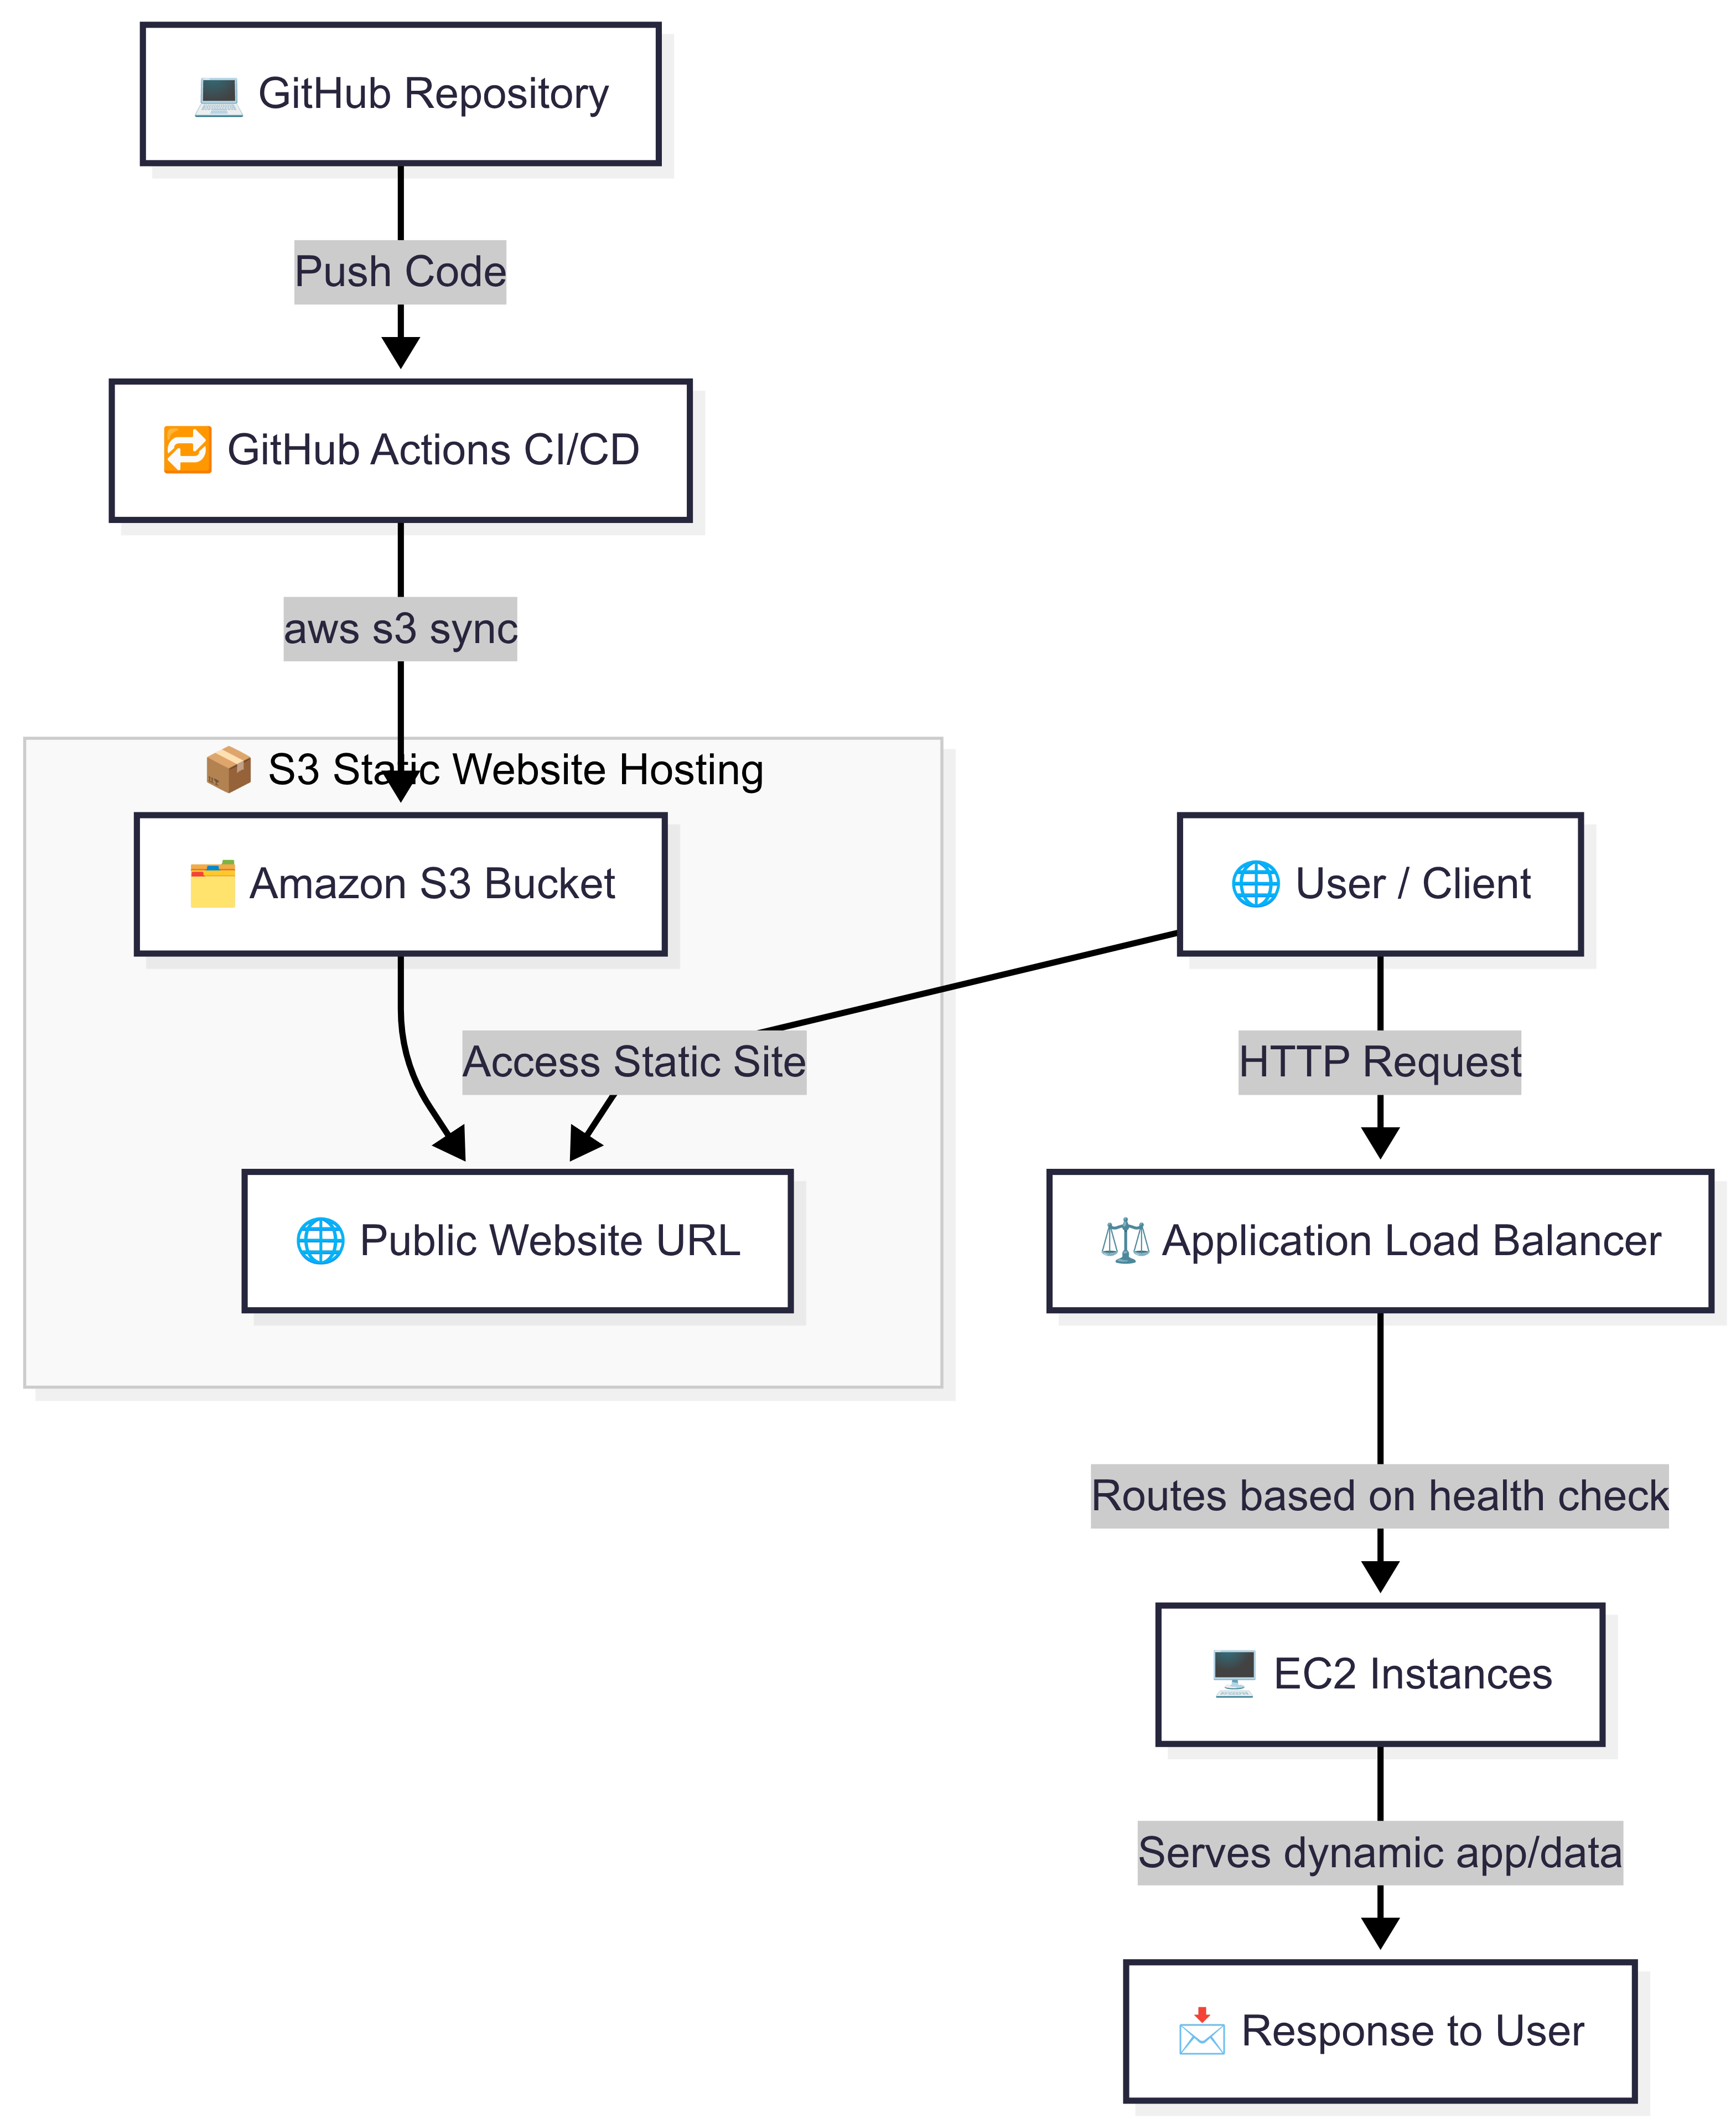 GitHub Repository
Push Code
GitHub Actions CI/CD
aws s3 sync
S3 Static Website Hosting
Amazon S3 Bucket
User / Client
Access Static Site
HTTP Request
Public Website URL
Application Load Balancer
Routes based on health check
EC2 Instances
Serves dynamic app/data
Response to User